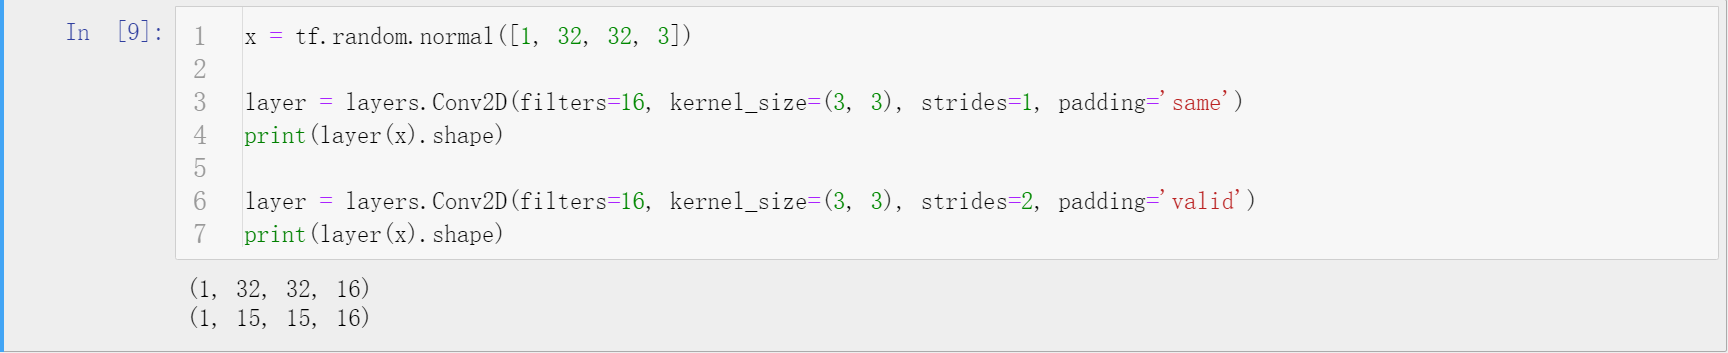 In [9]:
1 x = tf.random.normal([1, 32, 32, 3])
2
3 layer = layers.Conv2D(filters=16, kernel_size=(3, 3), strides=1, padding='same')
4 print(layer(x).shape)
5
6 layer = layers.Conv2D(filters=16, kernel_size=(3, 3), strides=2, padding='valid')
7 print(layer(x).shape)
(1, 32, 32, 16)
(1, 15, 15, 16)